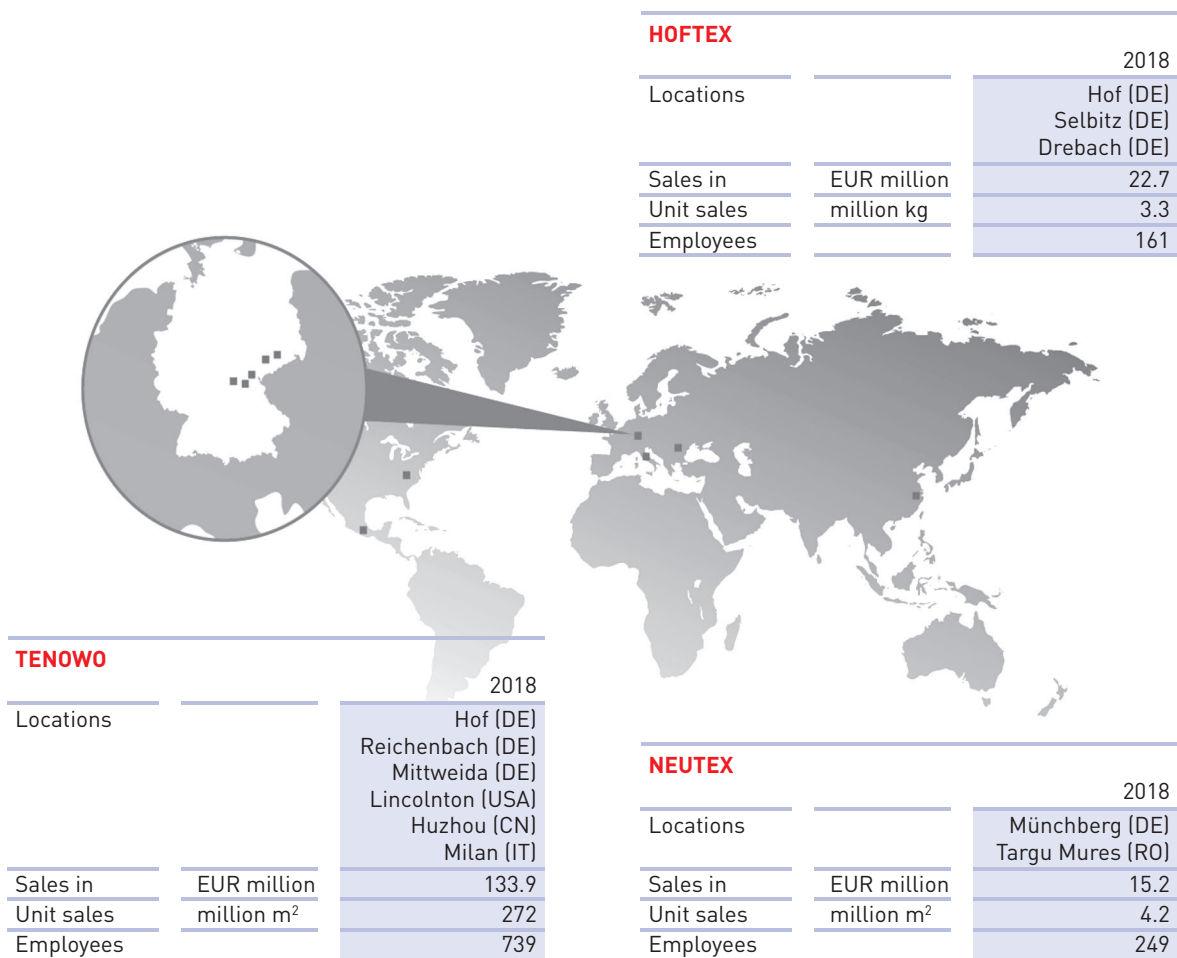 HOFTEX
2018
Locations Hof (DE)
Selbitz (DE)
Drebach (DE)
Sales in EUR million 22.7
Unit sales million kg 3.3
Employees 161
TENOWO
2018
Locations Hof (DE)
Reichenbach (DE)
Mittweida (DE)
Lincolnton (USA)
Huzhou (CN)
Milan (IT)
Sales in EUR million 133.9
Unit sales million m² 272
Employees 739
NEUTEX
2018
Locations Münchberg (DE)
Targu Mures (RO)
Sales in EUR million 15.2
Unit sales million m² 4.2
Employees 249